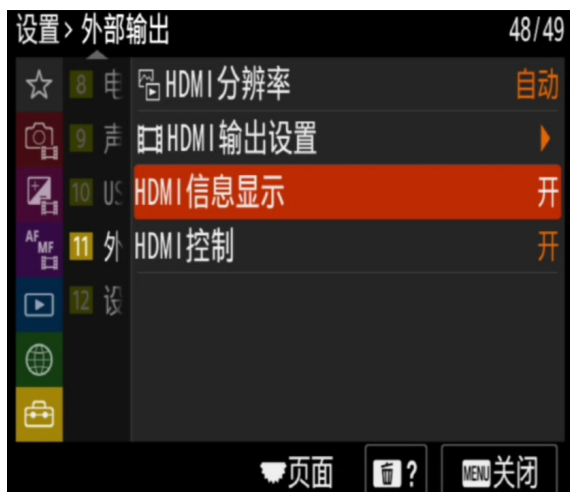 设置>外部输出 48/49
8 电 HDMI分辨率 自动
9 声 HDMI输出设置
10 US HDMI信息显示 开
AF MF 11 外 HDMI控制 开
12 设
页面 ? MENU关闭